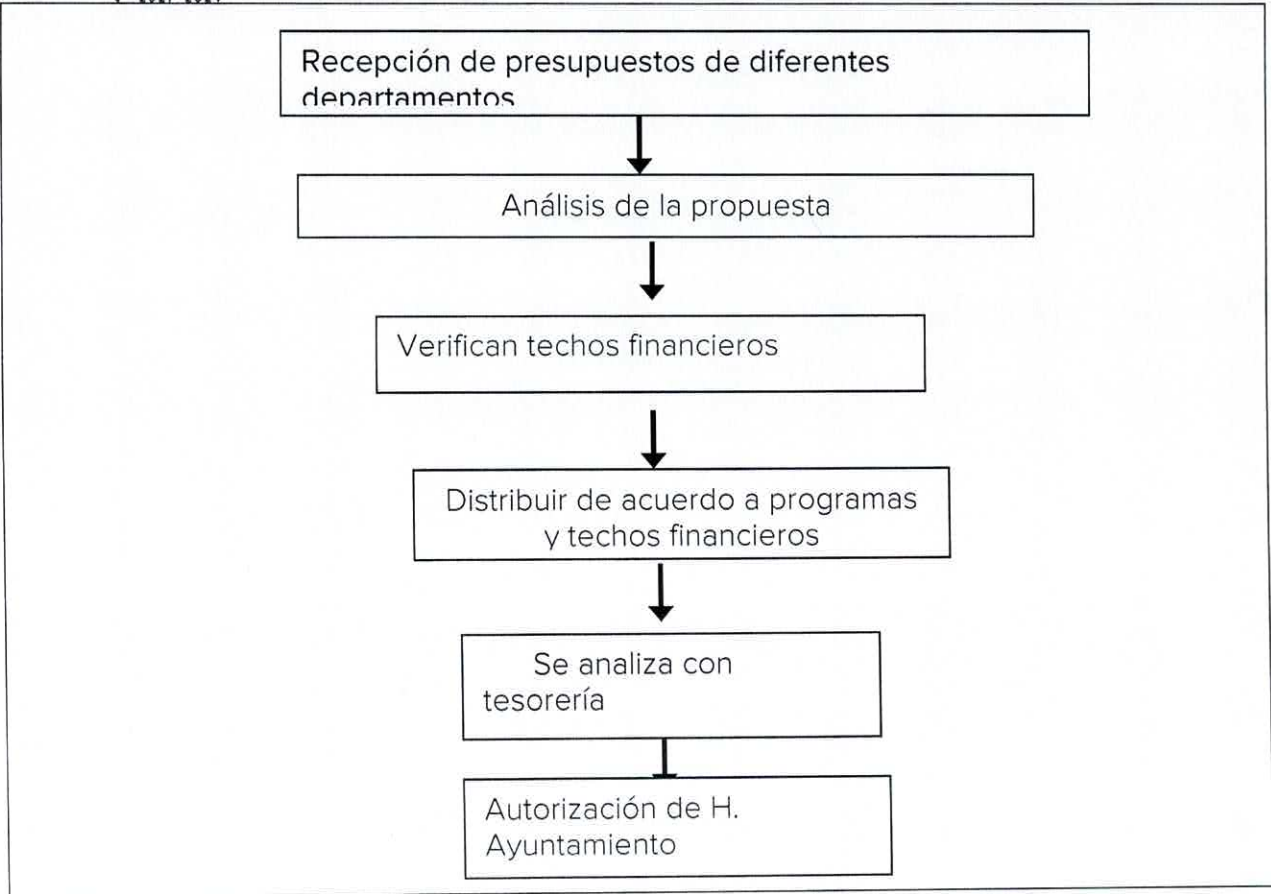 Recepción de presupuestos de diferentes
departamentos
Análisis de la propuesta
Verifican techos financieros
Distribuir de acuerdo a programas
y techos financieros
Se analiza con
tesorería
Autorización de H.
Ayuntamiento